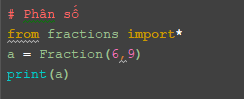 # Phân số
from fractions import*
a = Fraction(6,9)
print(a)